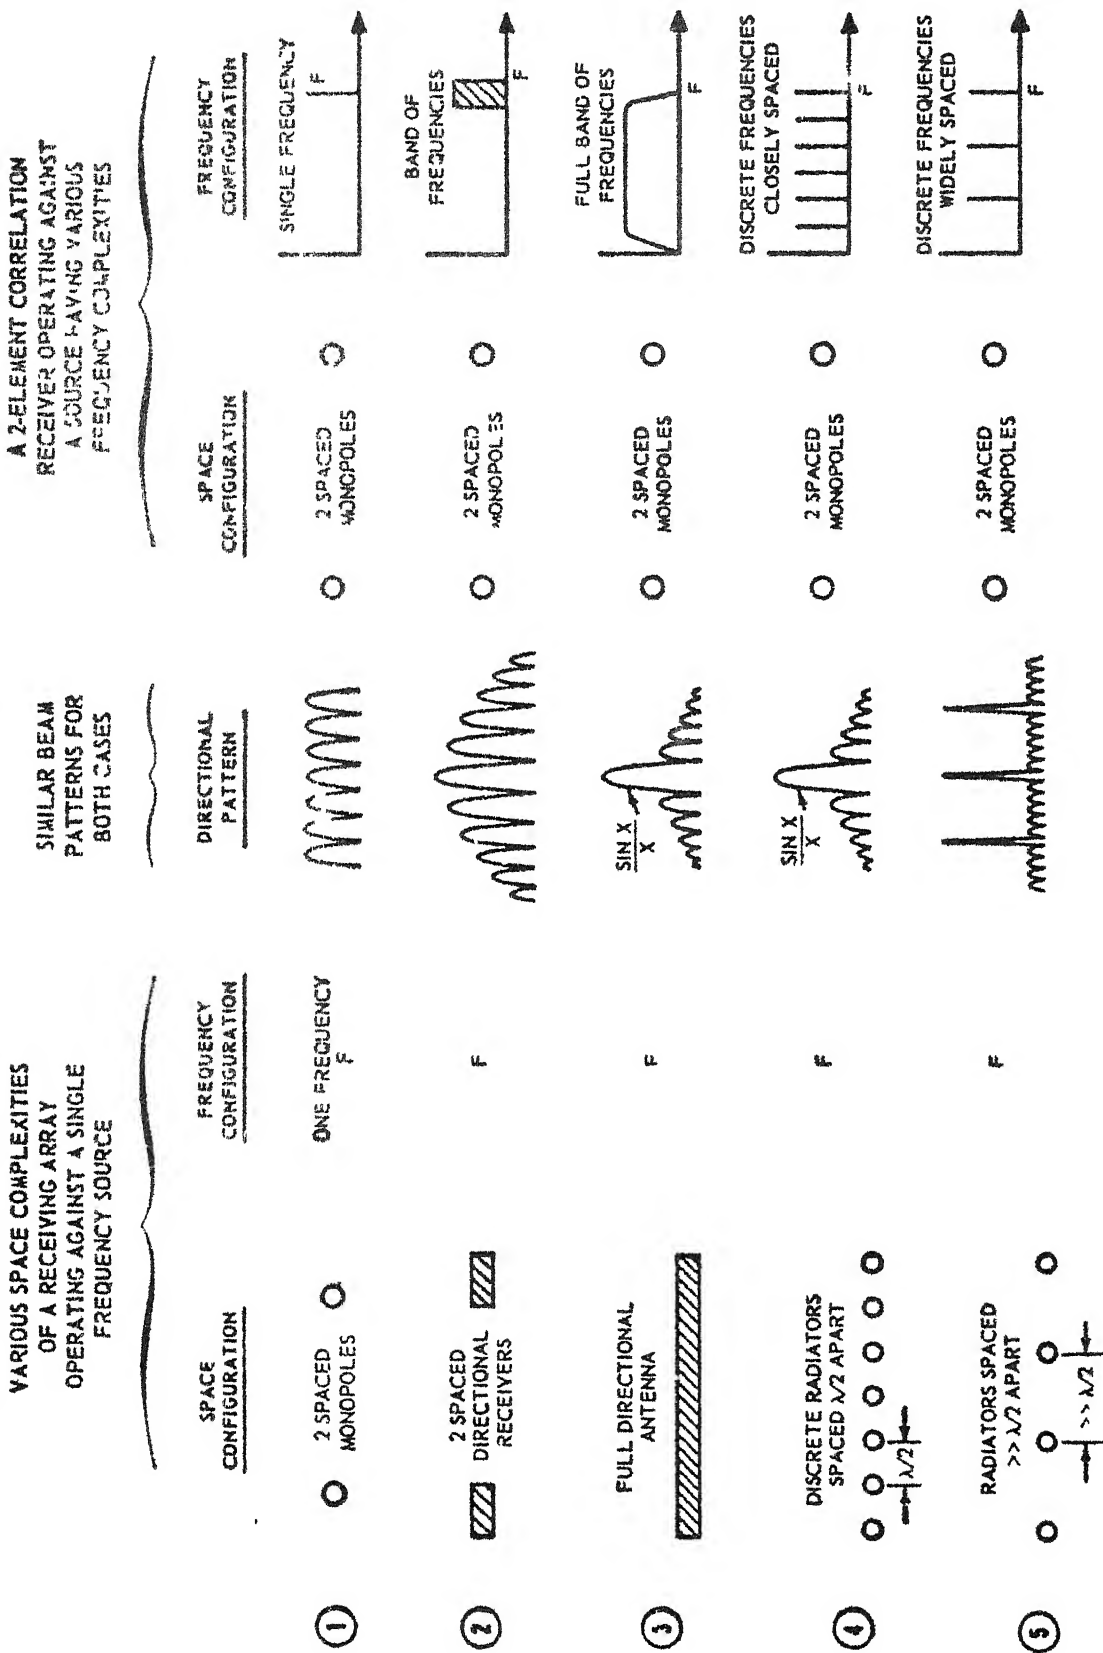 VARIOUS SPACE COMPLEXITIES
OF A RECEIVING ARRAY
OPERATING AGAINST A SINGLE
FREQUENCY SOURCE
SIMILAR BEAM
PATTERNS FOR
BOTH CASES
A 2-ELEMENT CORRELATION
RECEIVER OPERATING AGAINST
A SOURCE HAVING VARIOUS
FREQUENCY COMPLEXITIES
SPACE
CONFIGURATION
FREQUENCY
CONFIGURATION
DIRECTIONAL
PATTERN
SPACE
CONFIGURATION
FREQUENCY
CONFIGURATION
1
2 SPACED
MONOPOLES
ONE FREQUENCY
F
2 SPACED
MONOPOLES
SINGLE FREQUENCY
F
2
2 SPACED
DIRECTIONAL
RECEIVERS
F
2 SPACED
MONOPOLES
BAND OF
FREQUENCIES
F
3
FULL DIRECTIONAL
ANTENNA
F
SIN X
X
2 SPACED
MONOPOLES
FULL BAND OF
FREQUENCIES
F
4
DISCRETE RADIATORS
SPACED λ/2 APART
λ/2
F
SIN X
X
2 SPACED
MONOPOLES
DISCRETE FREQUENCIES
CLOSELY SPACED
F
5
RADIATORS SPACED
>> λ/2 APART
>> λ/2
F
2 SPACED
MONOPOLES
DISCRETE FREQUENCIES
WIDELY SPACED
F